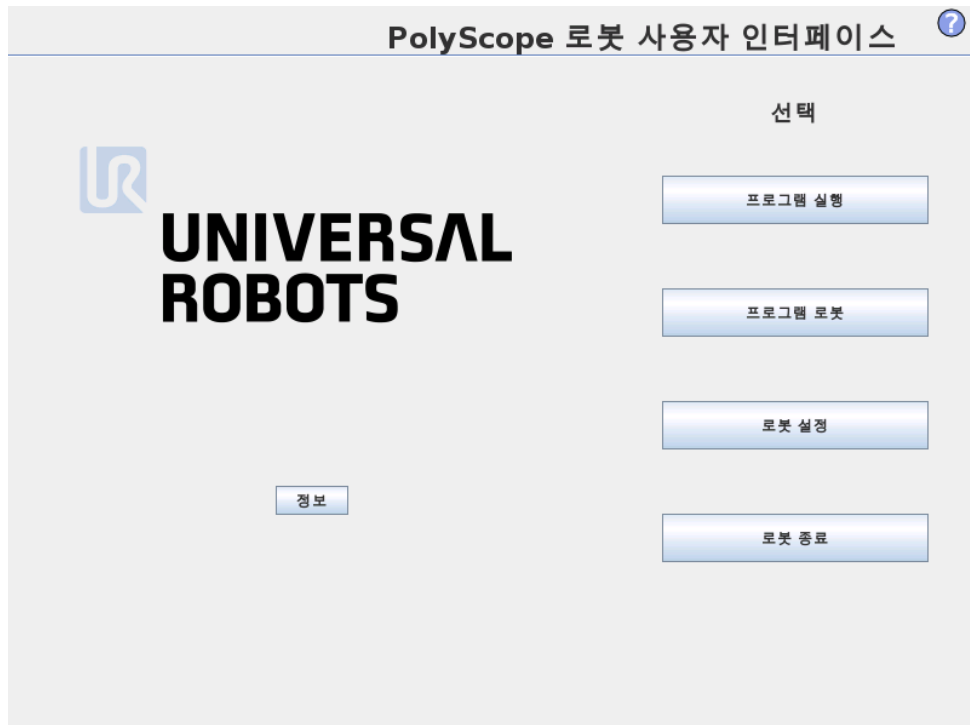 PolyScope 로봇 사용자 인터페이스
?
선택
UR
UNIVERSAL
ROBOTS
프로그램 실행
프로그램 로봇
로봇 설정
정보
로봇 종료